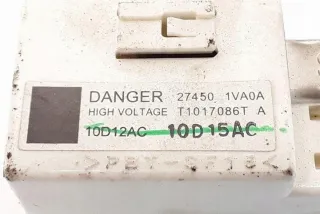 DANGER 27450 1VA0A
HIGH VOLTAGE T1017086T A
10D12AC 10D15AC